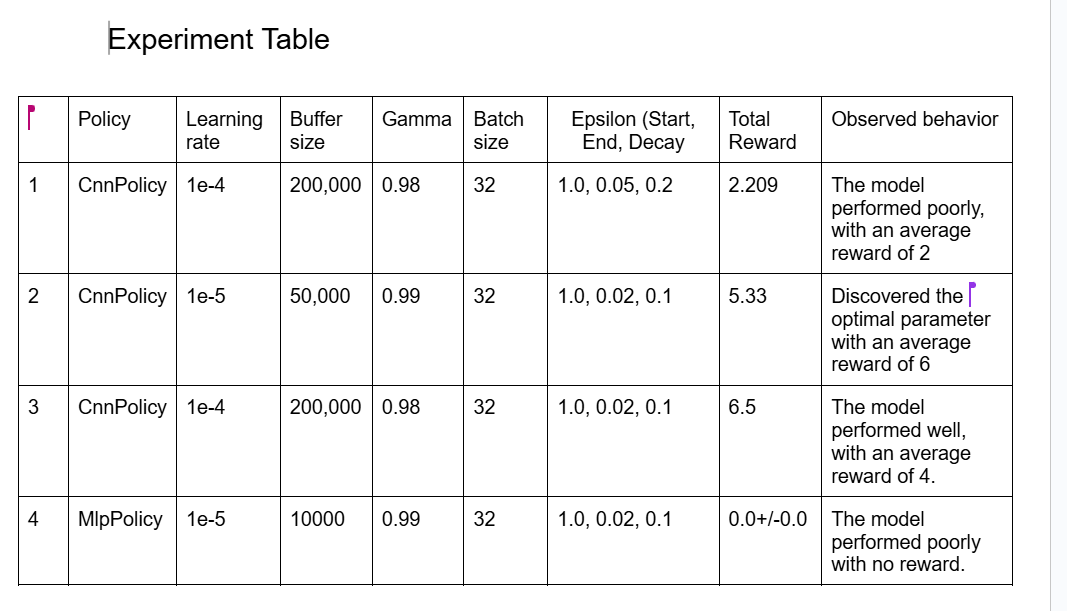 Experiment Table
Policy
Learning
rate
Buffer
size
Gamma
Batch
size
Epsilon (Start,
End, Decay
Total
Reward
Observed behavior
1
CnnPolicy
1e-4
200,000
0.98
32
1.0, 0.05, 0.2
2.209
The model
performed poorly,
with an average
reward of 2
2
CnnPolicy
1e-5
50,000
0.99
32
1.0, 0.02, 0.1
5.33
Discovered the
optimal parameter
with an average
reward of 6
3
CnnPolicy
1e-4
200,000
0.98
32
1.0, 0.02, 0.1
6.5
The model
performed well,
with an average
reward of 4.
4
MlpPolicy
1e-5
10000
0.99
32
1.0, 0.02, 0.1
0.0+/-0.0
The model
performed poorly
with no reward.